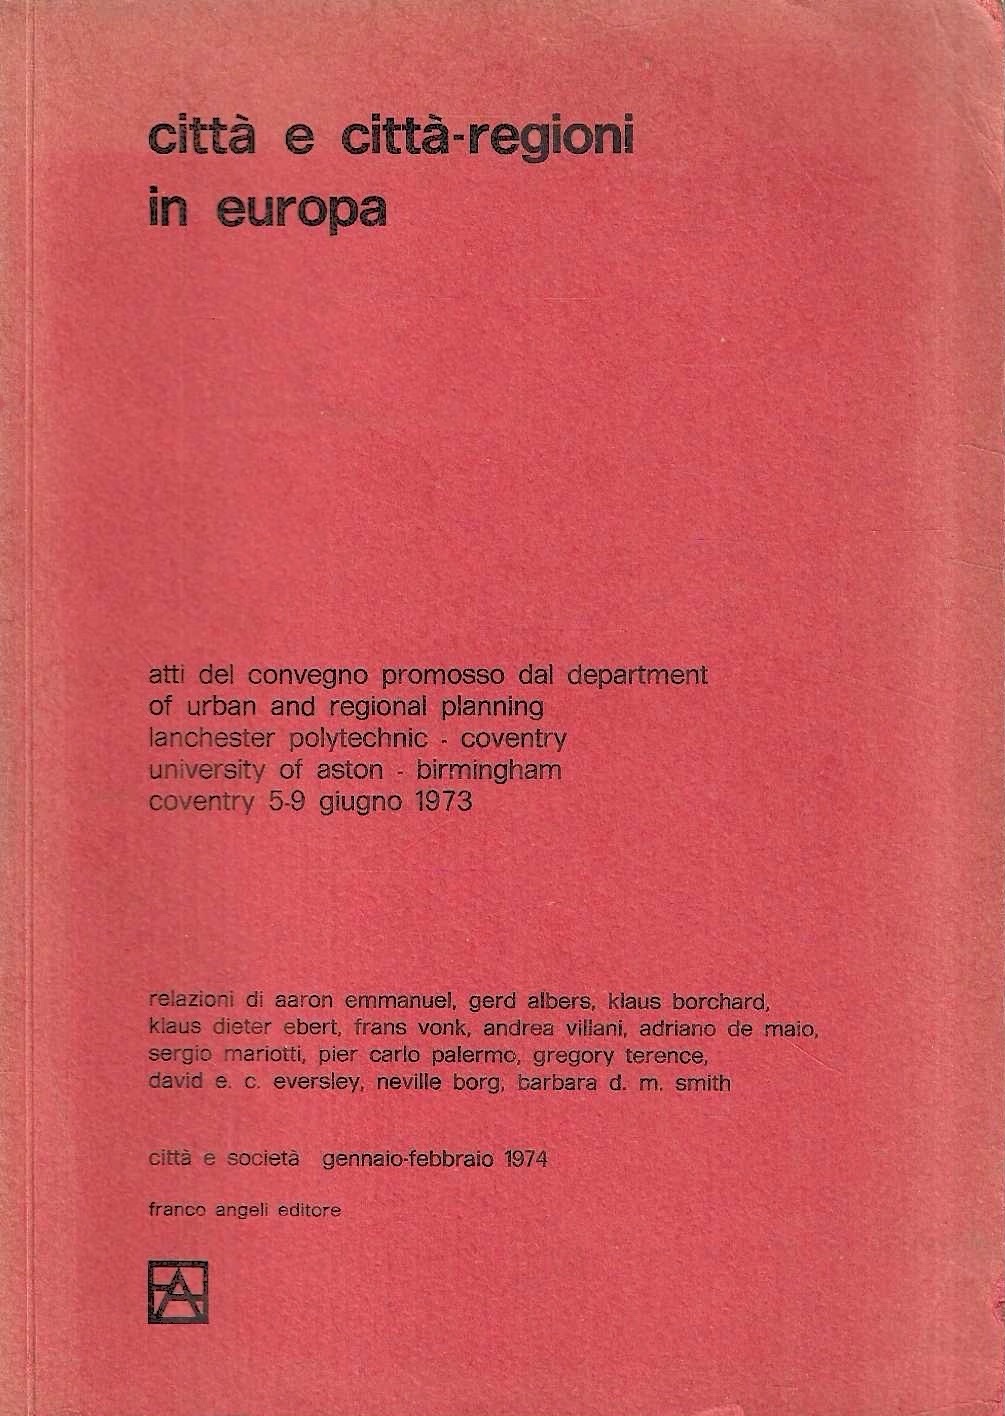 città e città-regioni
in europa
atti del convegno promosso dal department
of urban and regional planning
lanchester polytechnic - coventry
university of aston - birmingham
coventry 5-9 giugno 1973
relazioni di aaron emmanuel, gerd albers, klaus borchard,
klaus dieter ebert, frans vonk, andrea villani, adriano de maio,
sergio mariotti, pier carlo palermo, gregory terence,
david e. c. eversley, neville borg, barbara d. m. smith
città e società gennaio-febbraio 1974
franco angeli editore
FA